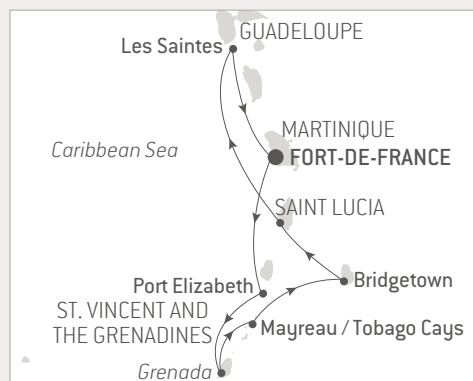 GUADELOUPE
Les Saintes
MARTINIQUE
Caribbean Sea
FORT-DE-FRANCE
SAINT LUCIA
Port Elizabeth
Bridgetown
ST. VINCENT AND
THE GRENADINES
Mayreau / Tobago Cays
Grenada